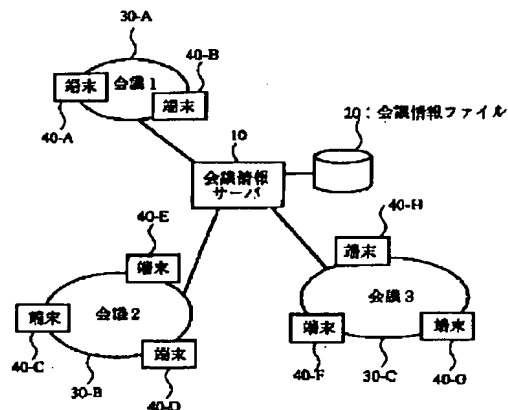 30-A
40-B
端末
会議1
端末
40-A
10
20:会議情報ファイル
会議情報
サーバ
40-E
端末
40-H
端末
端末
会議2
会議3
端末
端末
端末
40-C
30-B
40-D
40-F
30-C
40-G